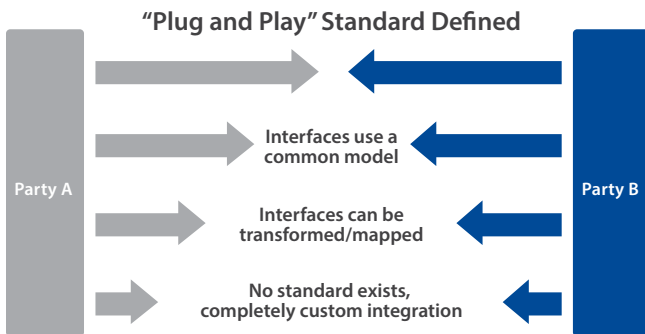 “Plug and Play” Standard Defined
Interfaces use a
common model
Party A
Party B
Interfaces can be
transformed/mapped
No standard exists,
completely custom integration